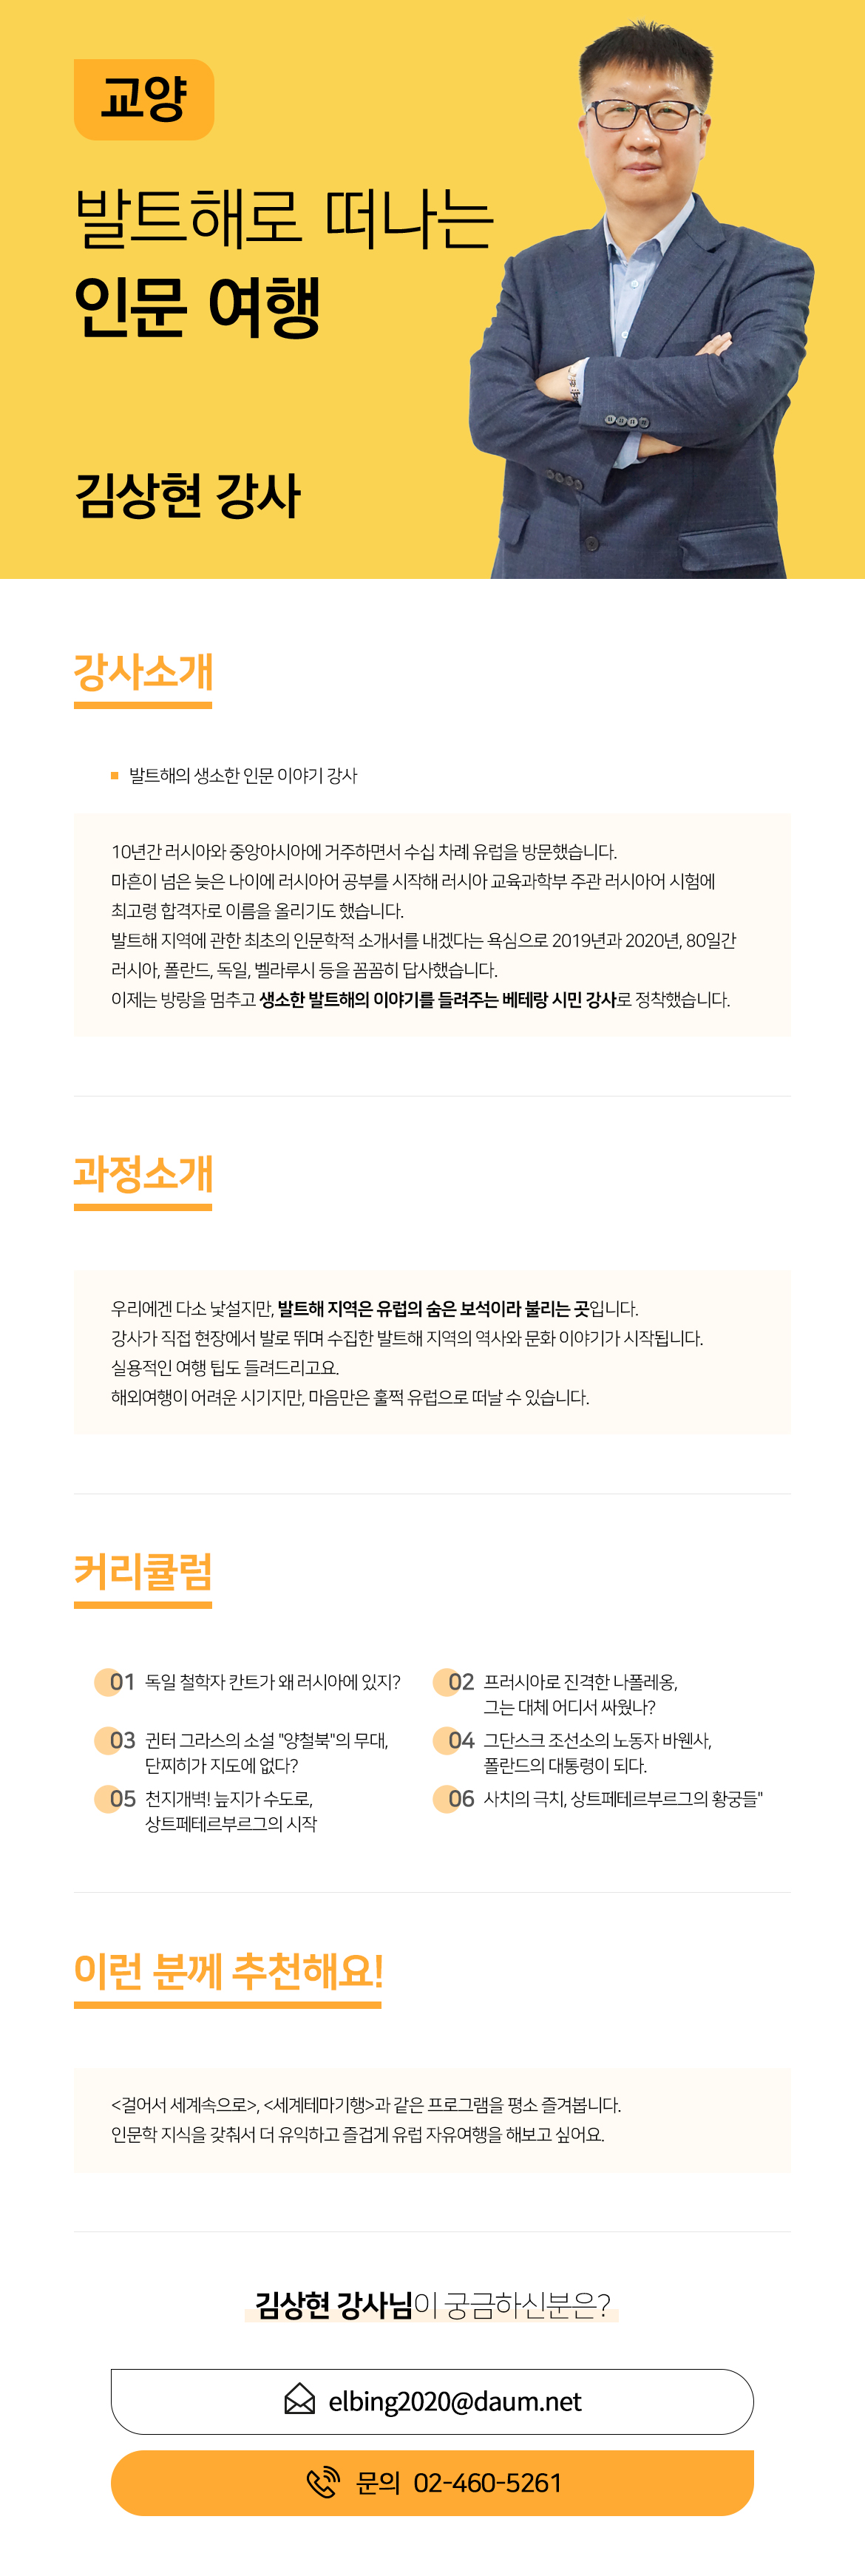 교양
발트해로 떠나는
인문 여행
김상현 강사
강사소개
발트해의 생소한 인문 이야기 강사
10년간 러시아와 중앙아시아에 거주하면서 수십 차례 유럽을 방문했습니다.
마흔이 넘은 늦은 나이에 러시아어 공부를 시작해 러시아 교육과학부 주관 러시아어 시험에
최고령 합격자로 이름을 올리기도 했습니다.
발트해 지역에 관한 최초의 인문학적 소개서를 내겠다는 욕심으로 2019년과 2020년, 80일간
러시아, 폴란드, 독일, 벨라루시 등을 꼼꼼히 답사했습니다.
이제는 방랑을 멈추고 생소한 발트해의 이야기를 들려주는 베테랑 시민 강사로 정착했습니다.
과정소개
우리에겐 다소 낯설지만, 발트해 지역은 유럽의 숨은 보석이라 불리는 곳입니다.
강사가 직접 현장에서 발로 뛰며 수집한 발트해 지역의 역사와 문화 이야기가 시작됩니다.
실용적인 여행 팁도 들려드리고요.
해외여행이 어려운 시기지만, 마음만은 훌쩍 유럽으로 떠날 수 있습니다.
커리큘럼
01 독일 철학자 칸트가 왜 러시아에 있지?
02 프러시아로 진격한 나폴레옹,
그는 대체 어디서 싸웠나?
03 귄터 그라스의 소설 "양철북"의 무대,
단찌히가 지도에 없다?
04 그단스크 조선소의 노동자 바웬사,
폴란드의 대통령이 되다.
05 천지개벽! 늪지가 수도로,
상트페테르부르그의 시작
06 사치의 극치, 상트페테르부르그의 황궁들"
이런 분께 추천해요!
<걸어서 세계속으로>, <세계테마기행>과 같은 프로그램을 평소 즐겨봅니다.
인문학 지식을 갖춰서 더 유익하고 즐겁게 유럽 자유여행을 해보고 싶어요.
김상현 강사님이 궁금하신분은?
elbing2020@daum.net
문의 02-460-5261